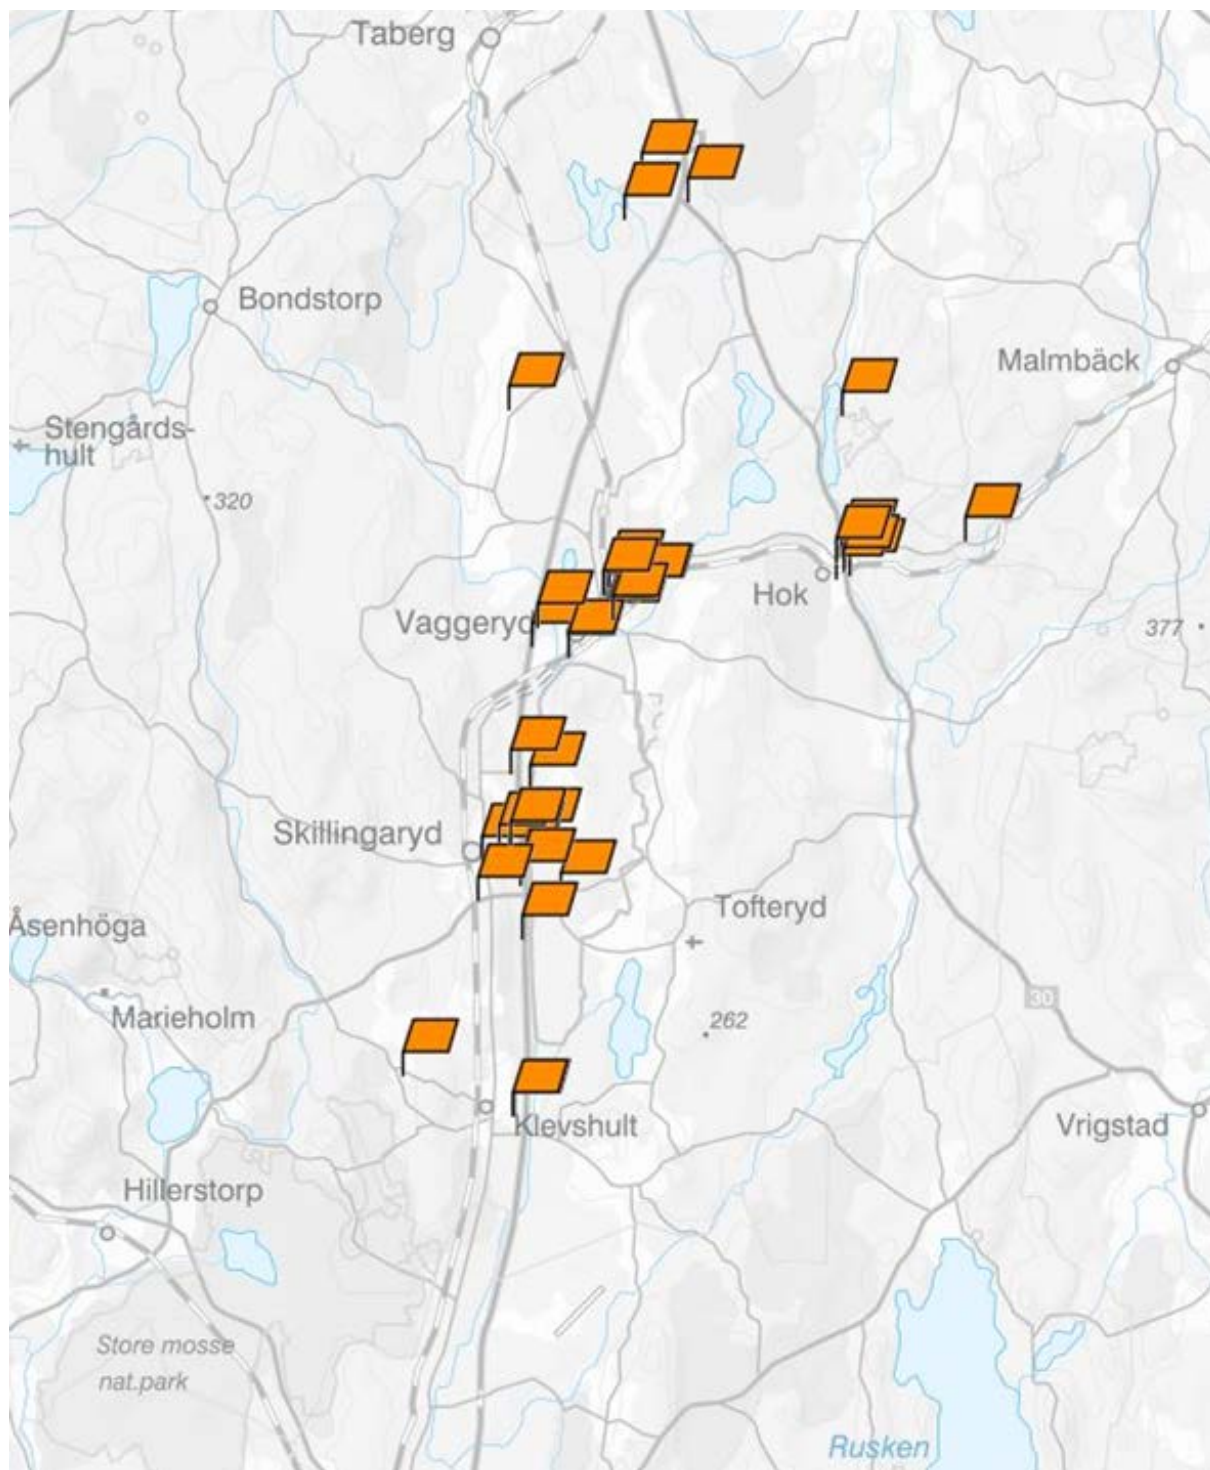 Taberg
Bondstorp
Malmbäck
Stengårds-
hult
320
Hok
Vaggeryd
377
Skillingaryd
Tofteryd
Åsenhöga
30
Marieholm
262
Klevshult
Vrigstad
Hillerstorp
Store mosse
nat.park
Rusken